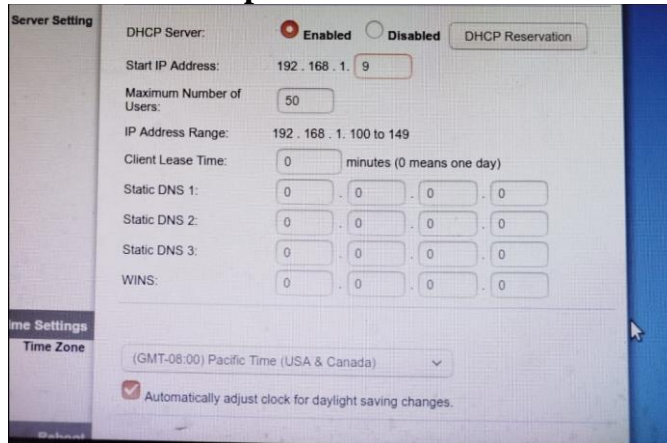 Server Setting
DHCP Server: Enabled Disabled DHCP Reservation
Start IP Address: 192 . 168 . 1. 9
Maximum Number of
Users: 50
IP Address Range: 192 . 168 . 1. 100 to 149
Client Lease Time: 0 minutes (0 means one day)
Static DNS 1: 0 . 0 . 0 . 0
Static DNS 2: 0 . 0 . 0 . 0
Static DNS 3: 0 . 0 . 0 . 0
WINS: 0 . 0 . 0 . 0
me Settings
Time Zone
(GMT-08:00) Pacific Time (USA & Canada)
Automatically adjust clock for daylight saving changes.
Reboot